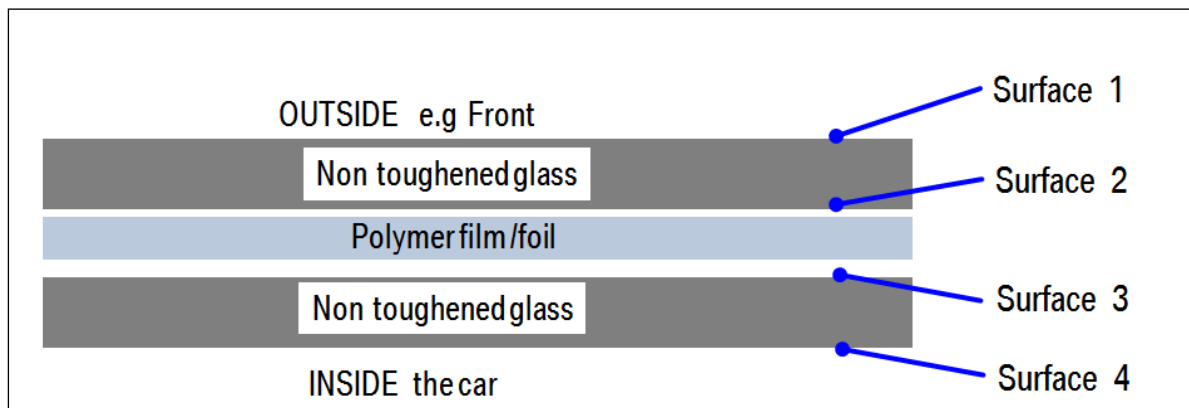 OUTSIDE e.g Front
Surface 1
Non toughened glass
Surface 2
Polymer film/foil
Surface 3
Non toughened glass
Surface 4
INSIDE the car